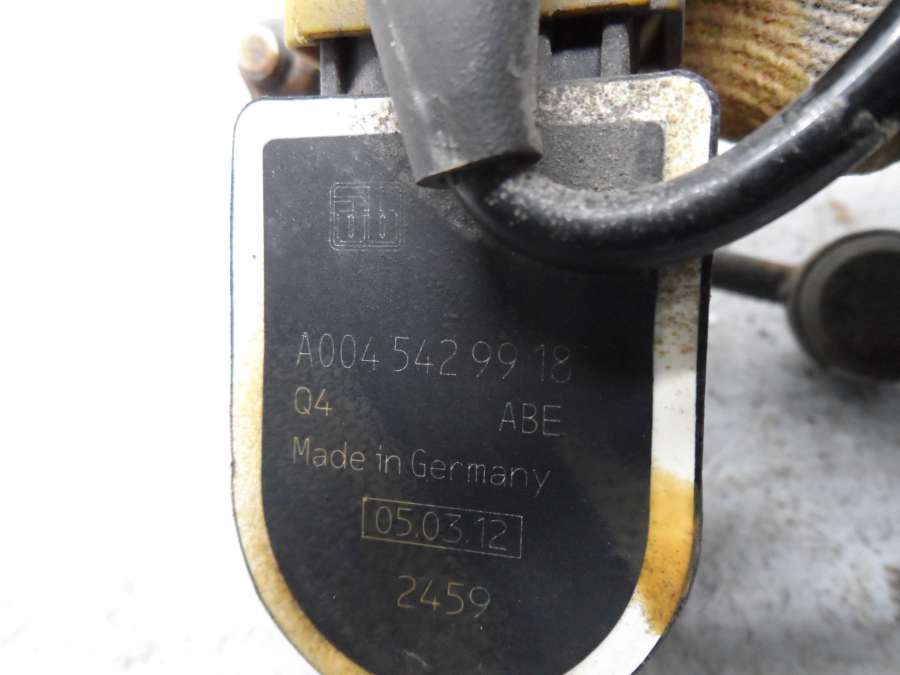 A004 542 99 18
Q4 ABE
Made in Germany
05.03.12
2459